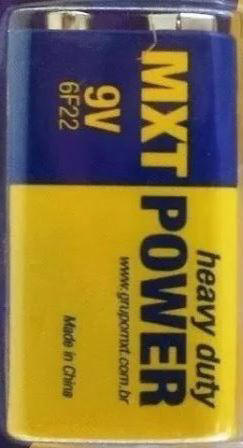 heavy duty
MXT POWER
www.grupomxt.com.br
9V
6F22
Made in China